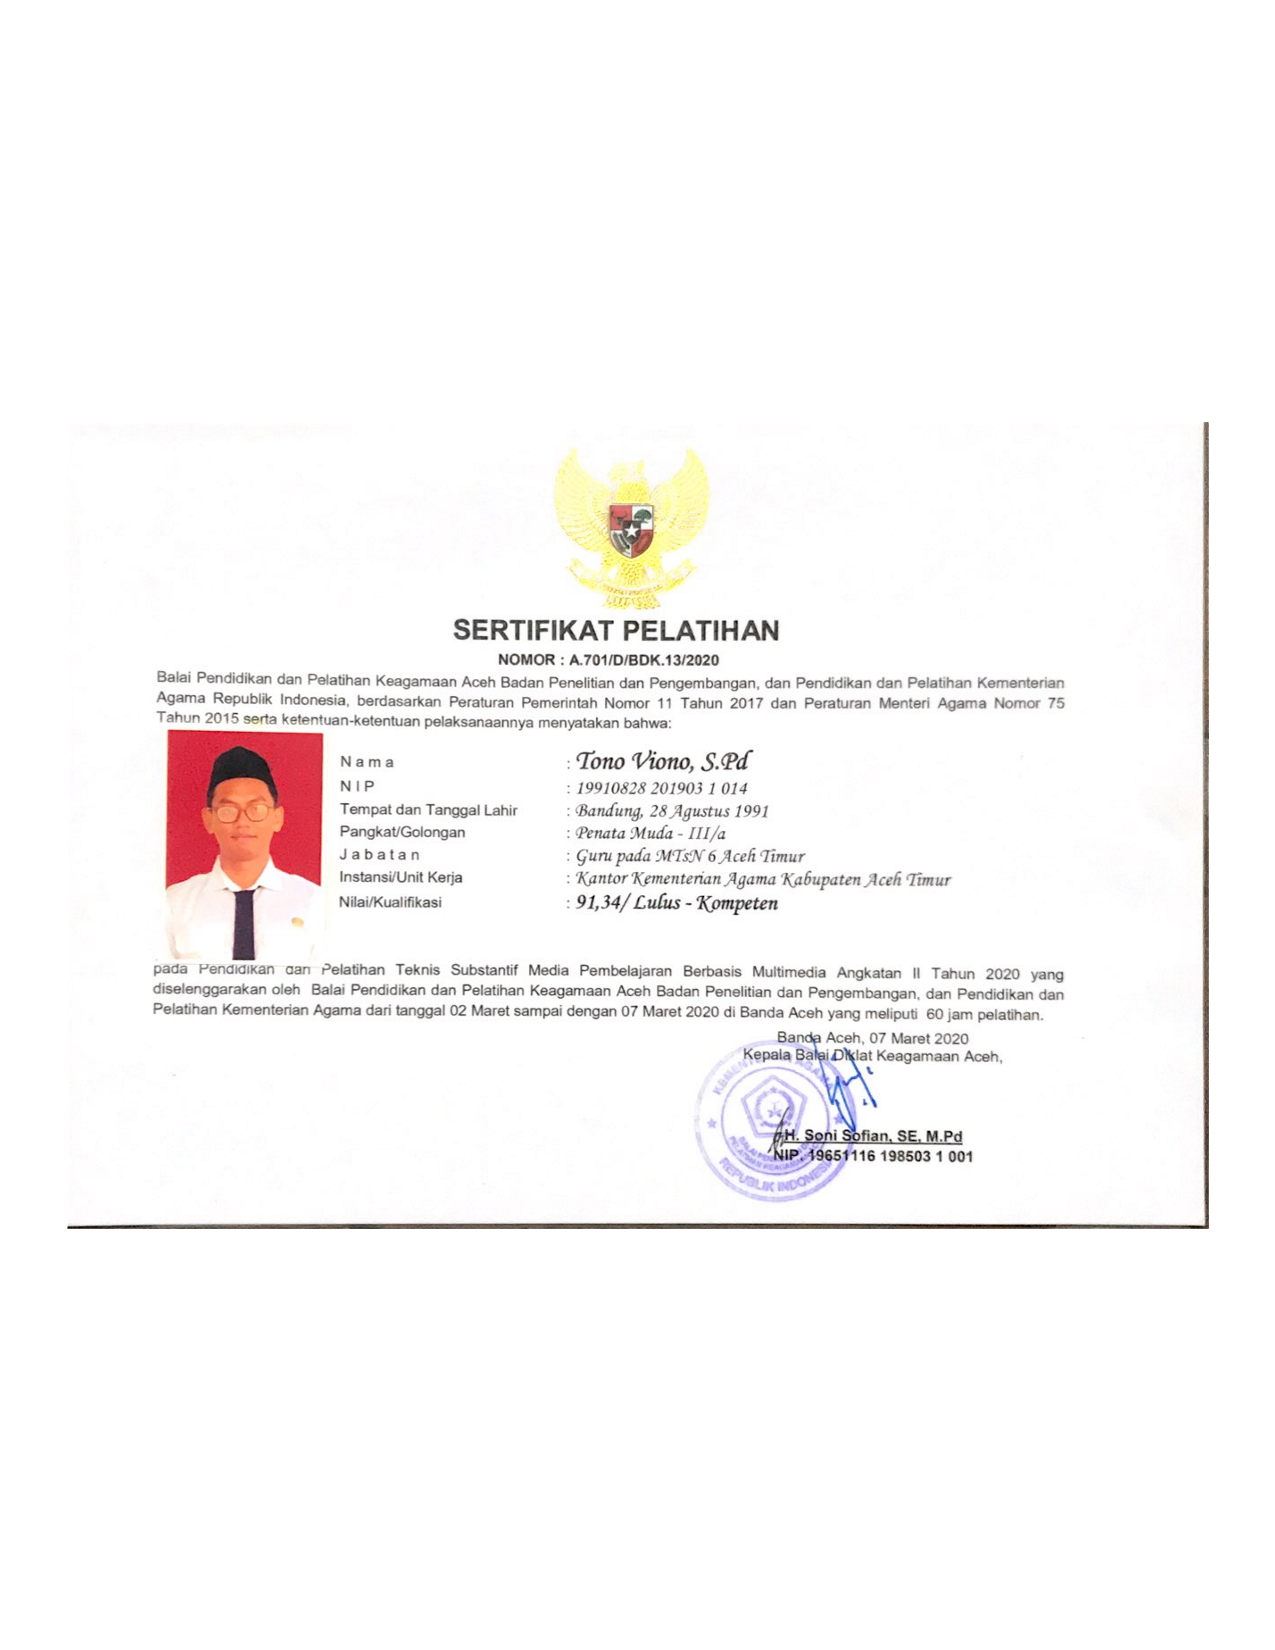 SERTIFIKAT PELATIHAN
NOMOR : A.701/D/BDK.13/2020
Balai Pendidikan dan Pelatihan Keagamaan Aceh Badan Penelitian dan Pengembangan, dan Pendidikan dan Pelatihan Kementerian
Agama Republik Indonesia, berdasarkan Peraturan Pemerintah Nomor 11 Tahun 2017 dan Peraturan Menteri Agama Nomor 75
Tahun 2015 serta ketentuan-ketentuan pelaksanaannya menyatakan bahwa:
Nama : Tono Viono, S.Pd
NIP : 19910828 201903 1 014
Tempat dan Tanggal Lahir : Bandung, 28 Agustus 1991
Pangkat/Golongan : Penata Muda - III/a
Jabatan : Guru pada MTsN 6 Aceh Timur
Instansi/Unit Kerja : Kantor Kementerian Agama Kabupaten Aceh Timur
Nilai/Kualifikasi : 91,34/ Lulus - Kompeten
pada Pendidikan dan Pelatihan Teknis Substantif Media Pembelajaran Berbasis Multimedia Angkatan II Tahun 2020 yang
diselenggarakan oleh Balai Pendidikan dan Pelatihan Keagamaan Aceh Badan Penelitian dan Pengembangan, dan Pendidikan dan
Pelatihan Kementerian Agama dari tanggal 02 Maret sampai dengan 07 Maret 2020 di Banda Aceh yang meliputi 60 jam pelatihan.
Banda Aceh, 07 Maret 2020
Kepala Balai Diklat Keagamaan Aceh,
KEMENTERIAN AGAMA
REPUBLIK INDONESIA
H. Soni Sofian, SE, M.Pd
NIP. 19651116 198503 1 001